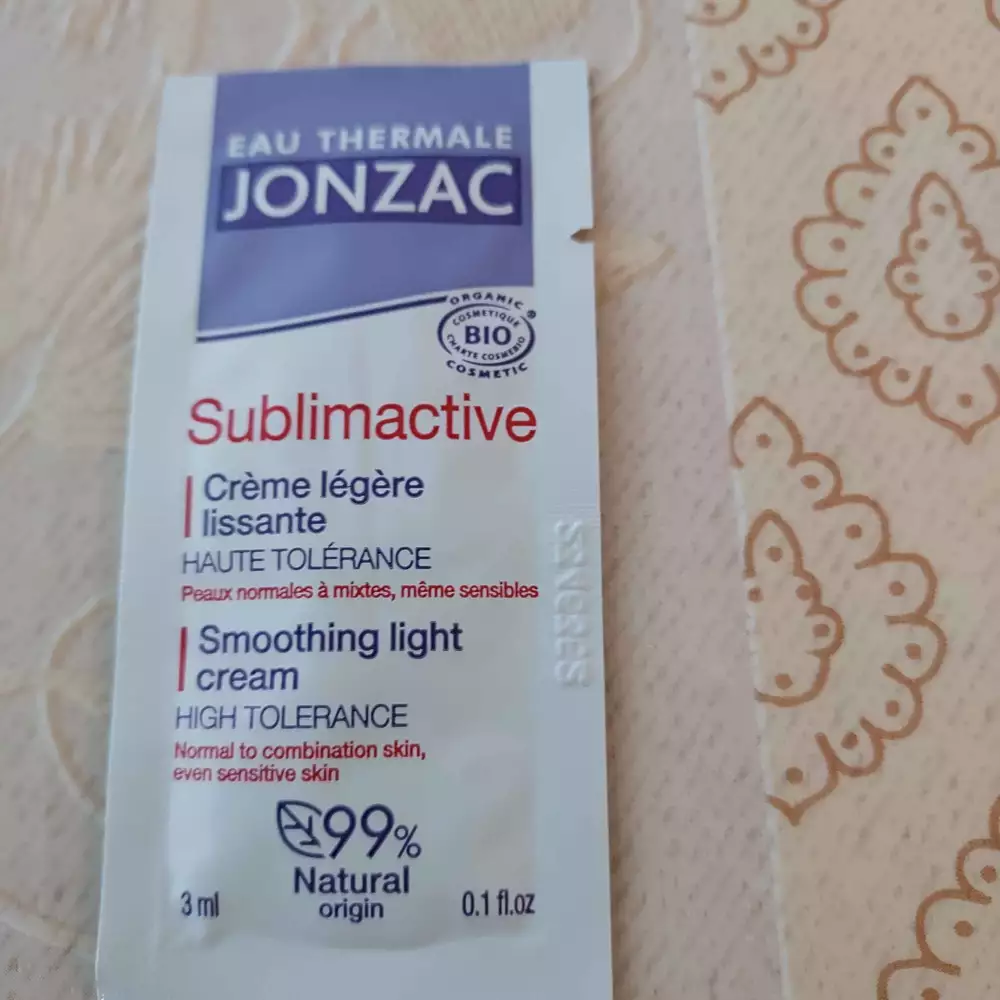 EAU THERMALE
JONZAC
ORGANIC
COSMETIQUE
BIO
CHARTE COSMEBIO
COSMETIC
®
Sublimactive
Crème légère
lissante
HAUTE TOLÉRANCE
Peaux normales à mixtes, même sensibles
Smoothing light
cream
HIGH TOLERANCE
Normal to combination skin,
even sensitive skin
99%
Natural
origin
3 ml
0.1 fl.oz